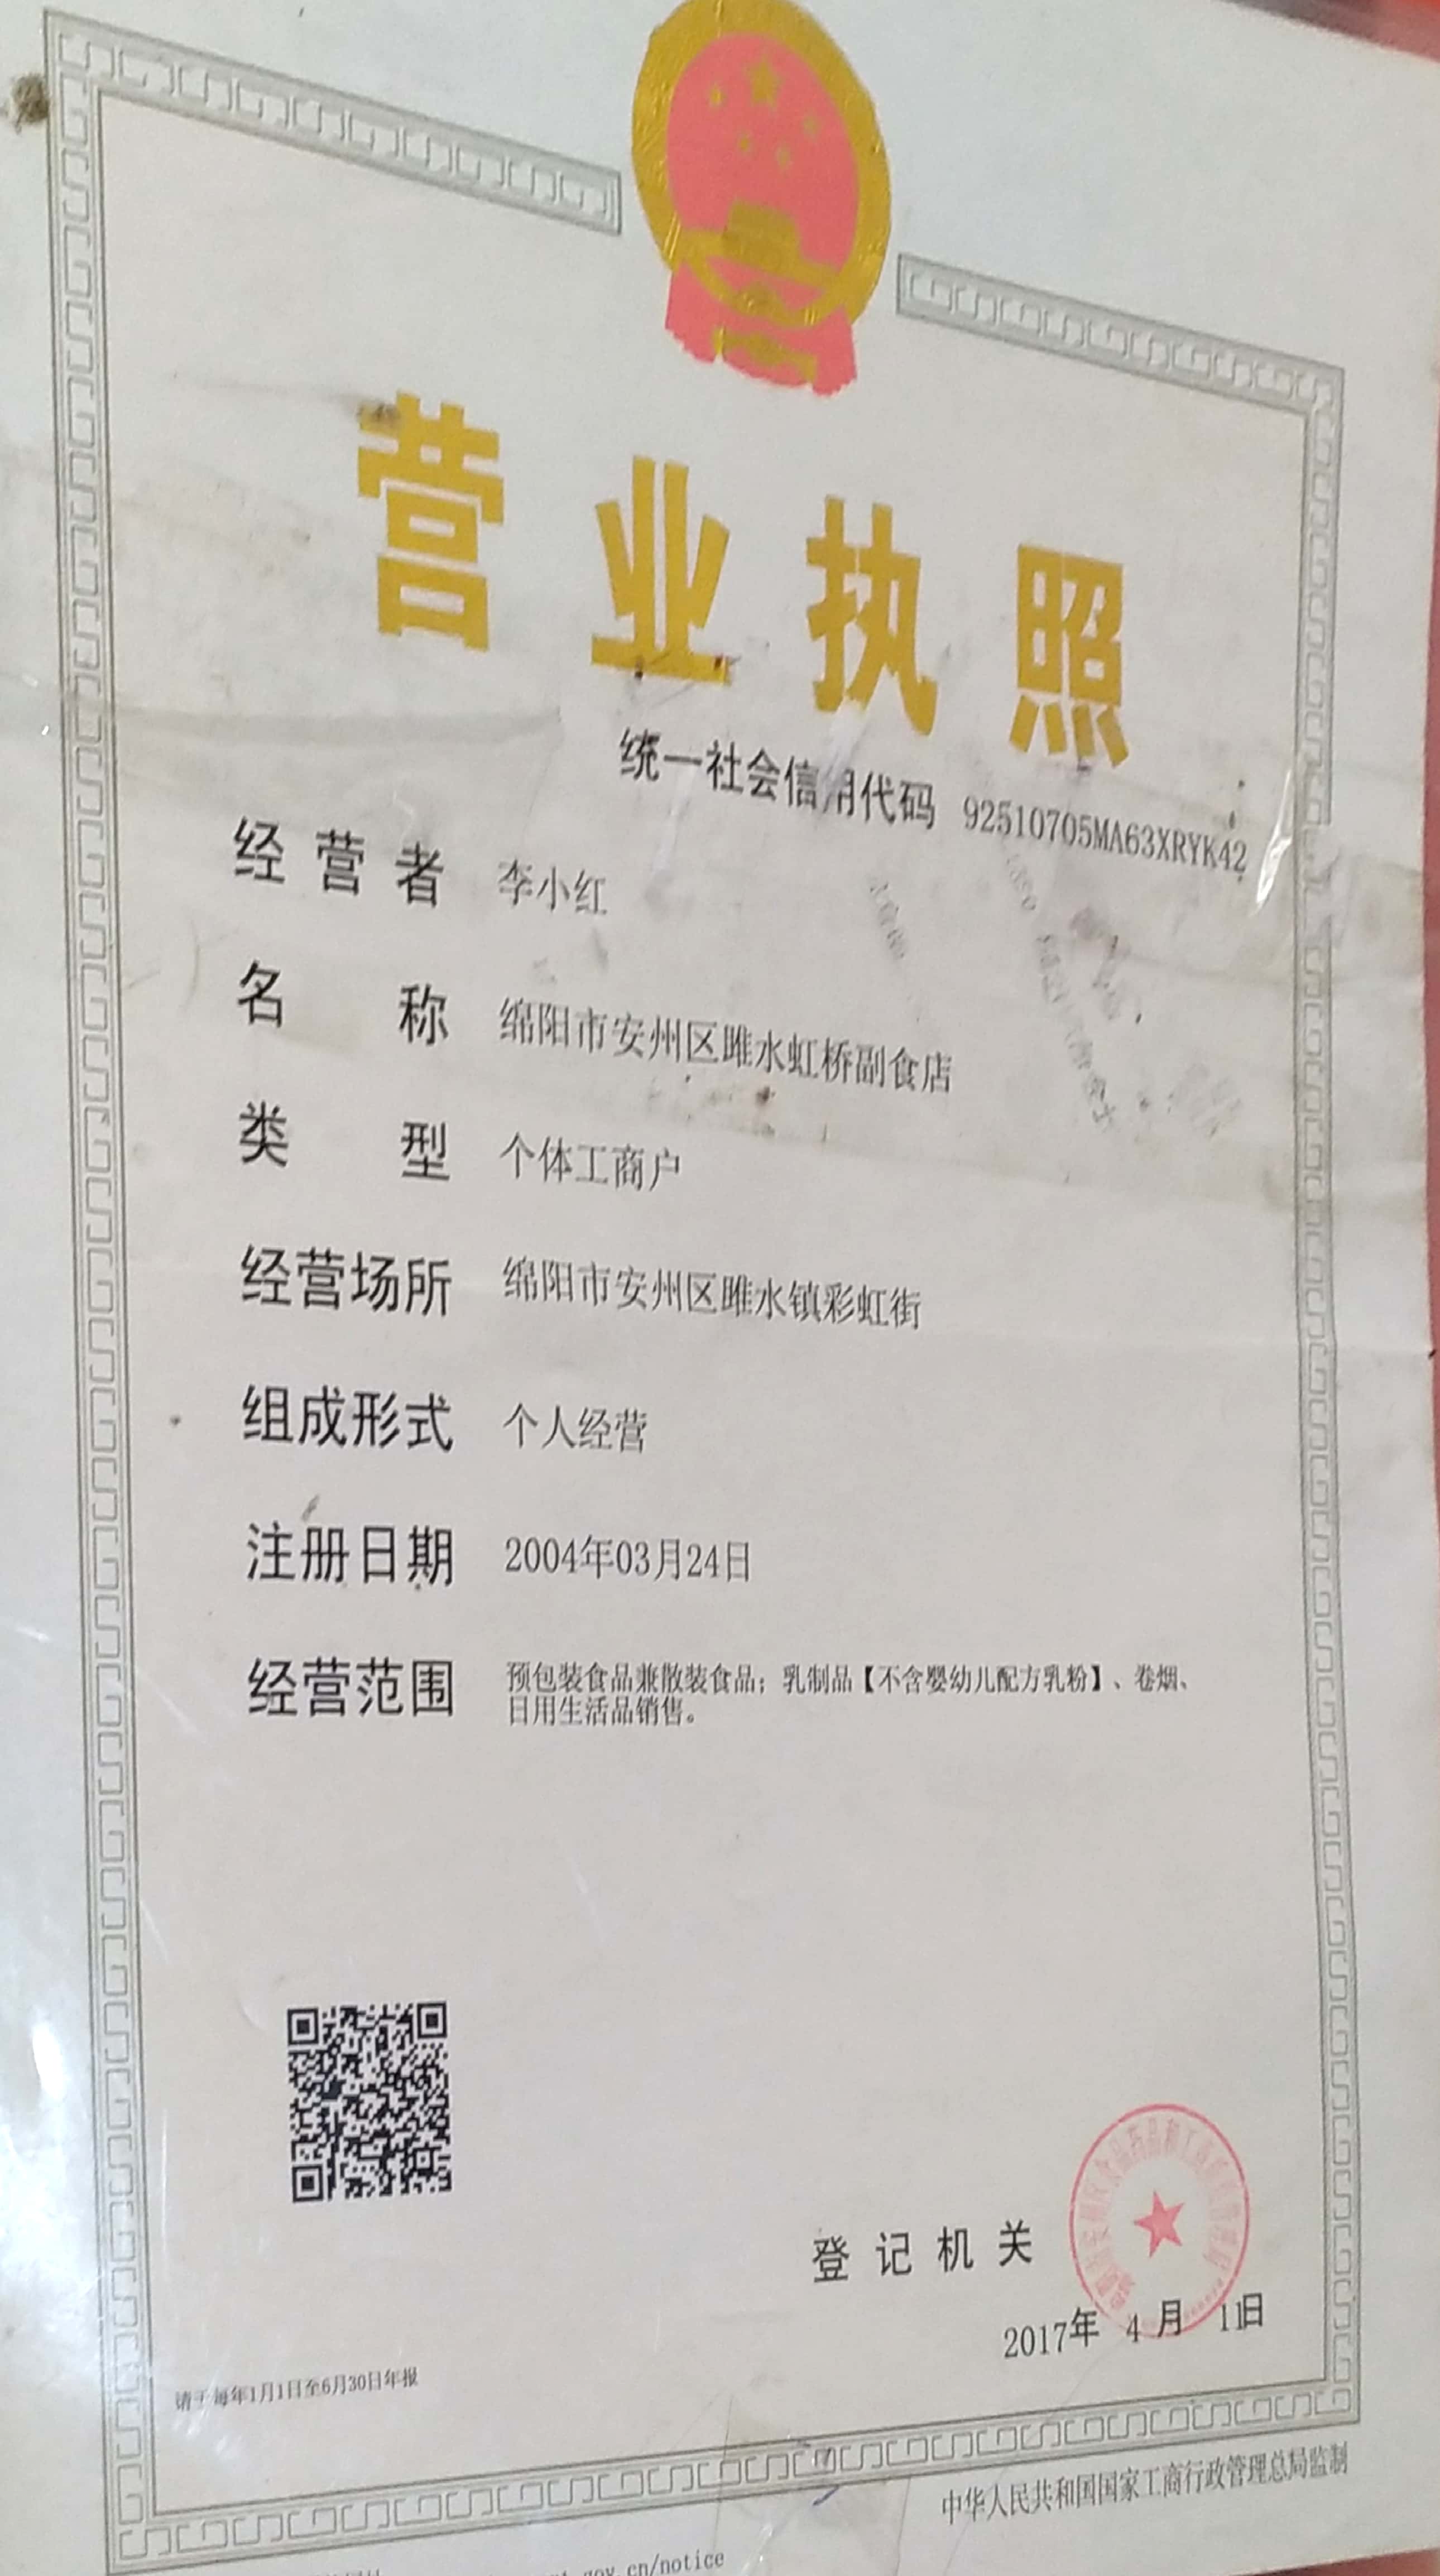 营业执照
统一社会信用代码 92510705MA63XRYK42
经营者 李小红
名称 绵阳市安州区雎水虹桥副食店
类型 个体工商户
经营场所 绵阳市安州区雎水镇彩虹街
组成形式 个人经营
注册日期 2004年03月24日
经营范围 预包装食品兼散装食品；乳制品【不含婴幼儿配方乳粉】、卷烟、
日用生活品销售。
登记机关
2017年 4 月 11日
请于每年1月1日至6月30日年报
中华人民共和国国家工商行政管理总局监制
gov.cn/notice